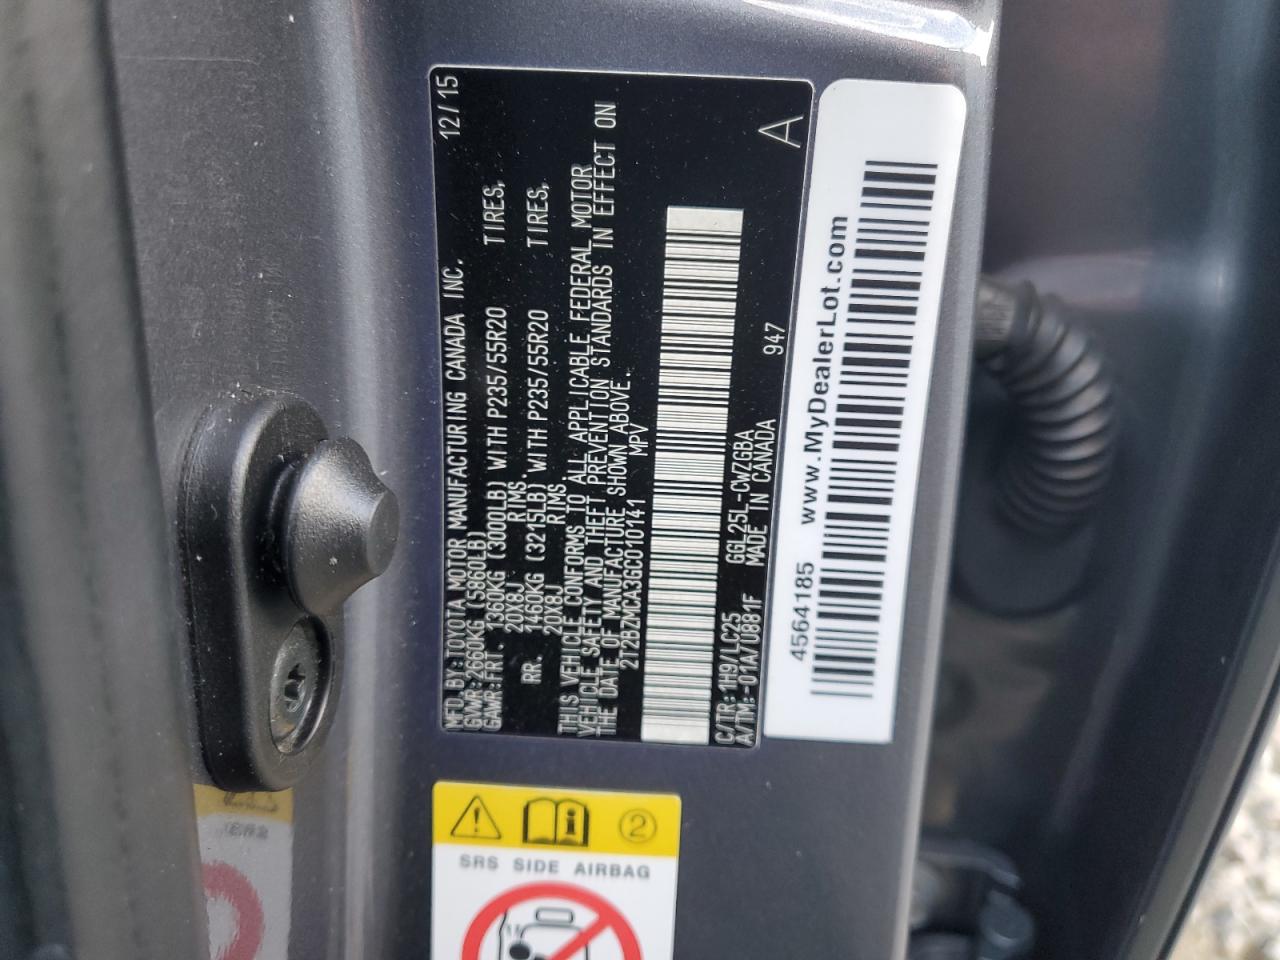 MFD.BY:TOYOTA MOTOR MANUFACTURING CANADA INC. 12/15
GVWR:2660KG (5860LB)
GAWR:FRT. 1360KG (3000LB) WITH P235/55R20 TIRES,
20X8J RIMS,
RR. 1460KG (3215LB) WITH P235/55R20 TIRES,
20X8J RIMS.
THIS VEHICLE CONFORMS TO ALL APPLICABLE FEDERAL MOTOR
VEHICLE SAFETY AND THEFT PREVENTION STANDARDS IN EFFECT ON
THE DATE OF MANUFACTURE SHOWN ABOVE.
2T2BZMCA3GC010141 MPV
C/TR:1H9/LC25 GGL25L-CWZGBA 947
A/TM:-01A/U881F MADE IN CANADA
A
4564185 www.MyDealerLot.com
2
SRS SIDE AIRBAG